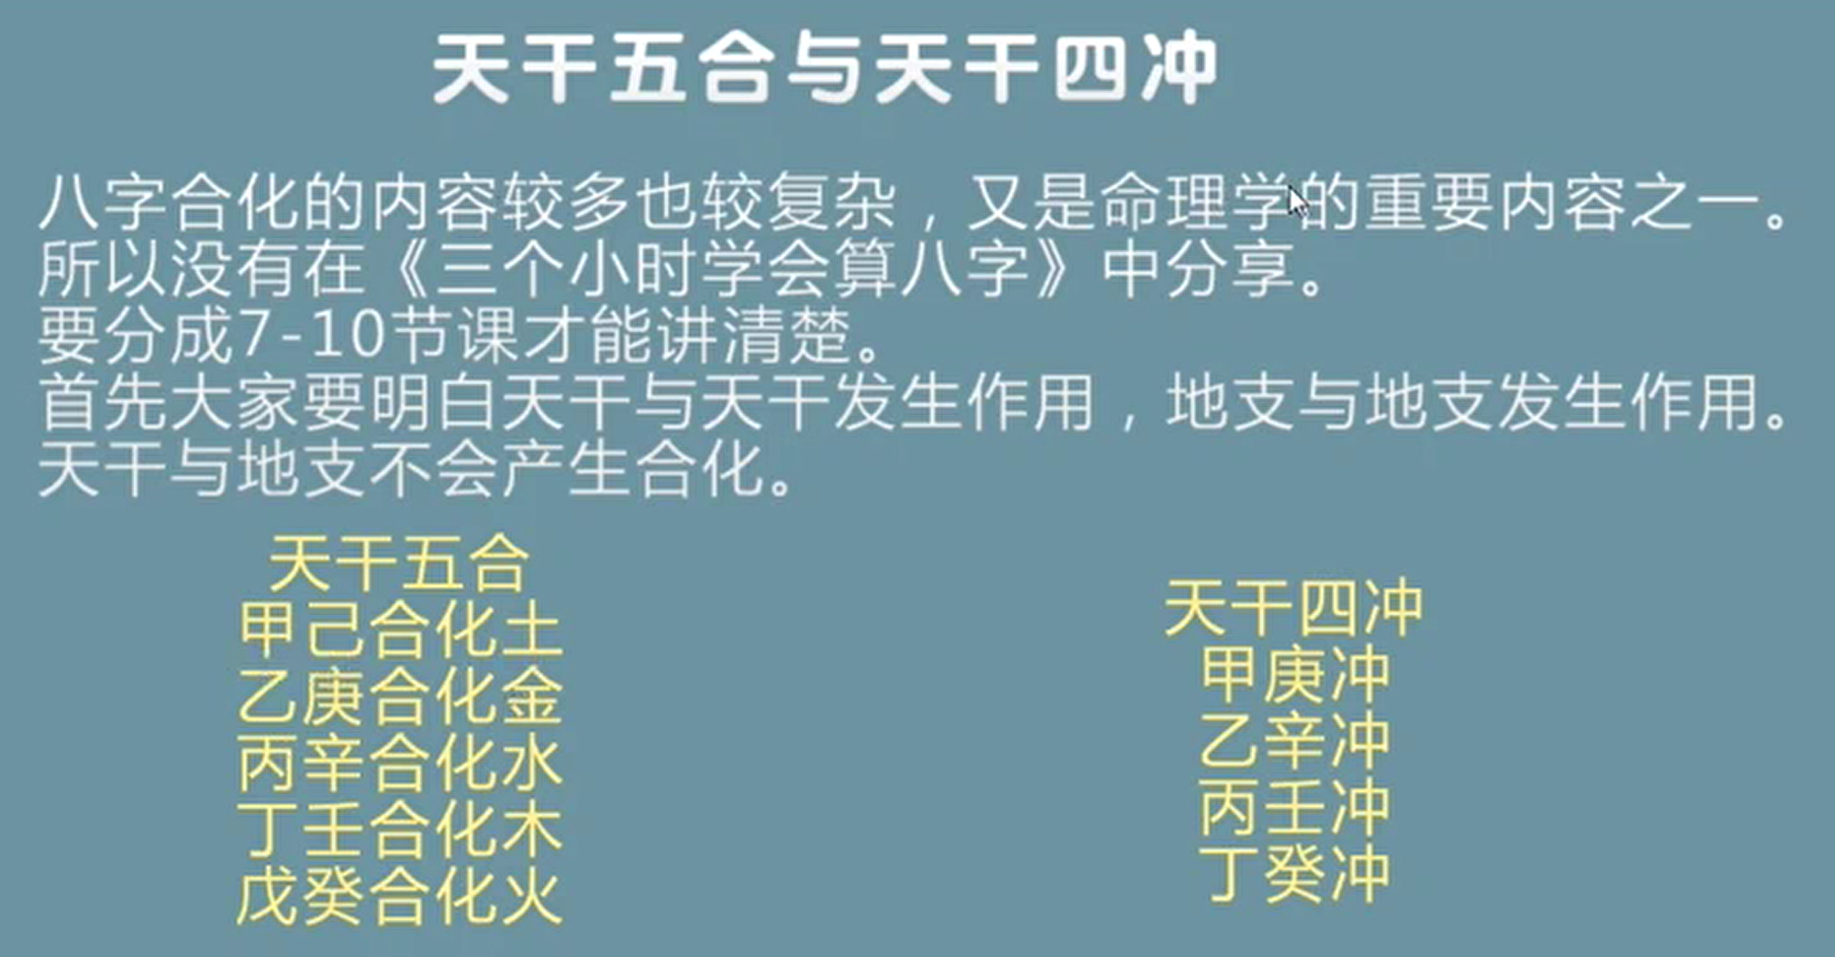 天干五合与天干四冲
八字合化的内容较多也较复杂，又是命理学的重要内容之一。
所以没有在《三个小时学会算八字》中分享。
要分成7-10节课才能讲清楚。
首先大家要明白天干与天干发生作用，地支与地支发生作用。
天干与地支不会产生合化。
天干五合
甲己合化土
乙庚合化金
丙辛合化水
丁壬合化木
戊癸合化火
天干四冲
甲庚冲
乙辛冲
丙壬冲
丁癸冲